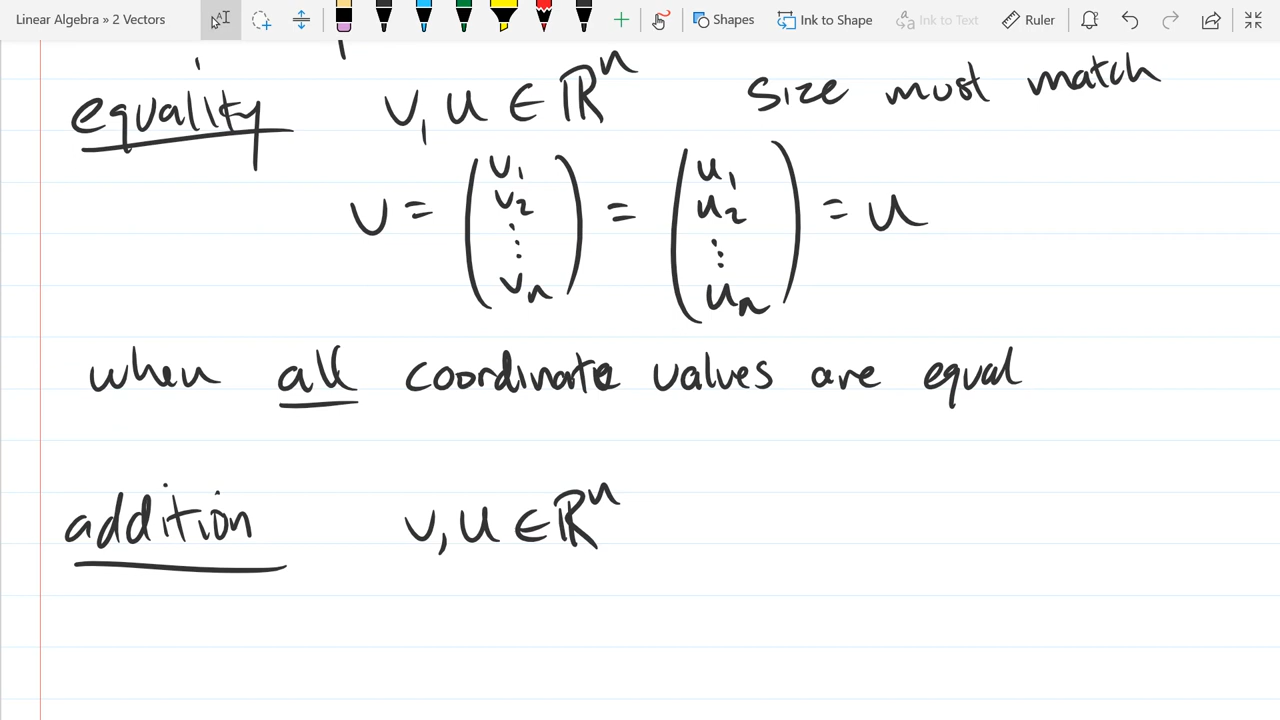 Linear Algebra » 2 Vectors
Shapes Ink to Shape Ink to Text Ruler
equality v, u ∈ ℝⁿ size must match
v = (v₁ v₂ ⋮ vₙ) = (u₁ u₂ ⋮ uₙ) = u
when all coordinate values are equal
addition v, u ∈ ℝⁿ